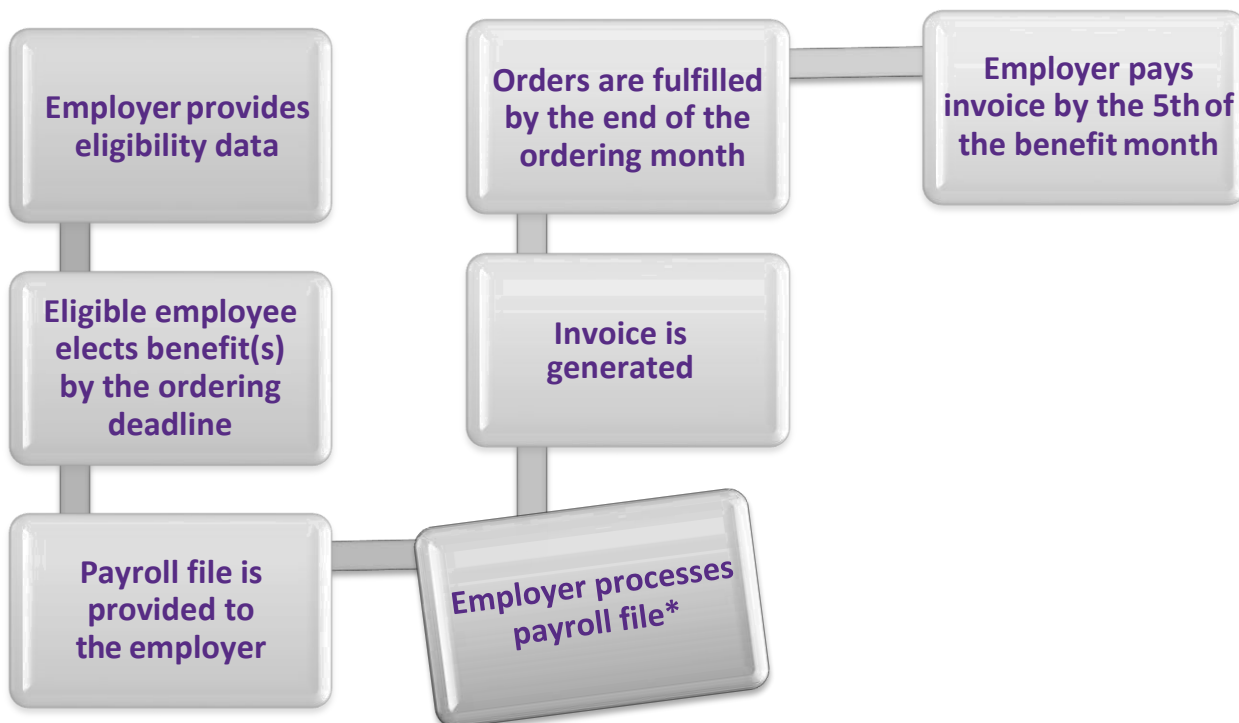 Employer provides
eligibility data
Eligible employee
elects benefit(s)
by the ordering
deadline
Payroll file is
provided to
the employer
Employer processes
payroll file*
Invoice is
generated
Orders are fulfilled
by the end of the
ordering month
Employer pays
invoice by the 5th of
the benefit month